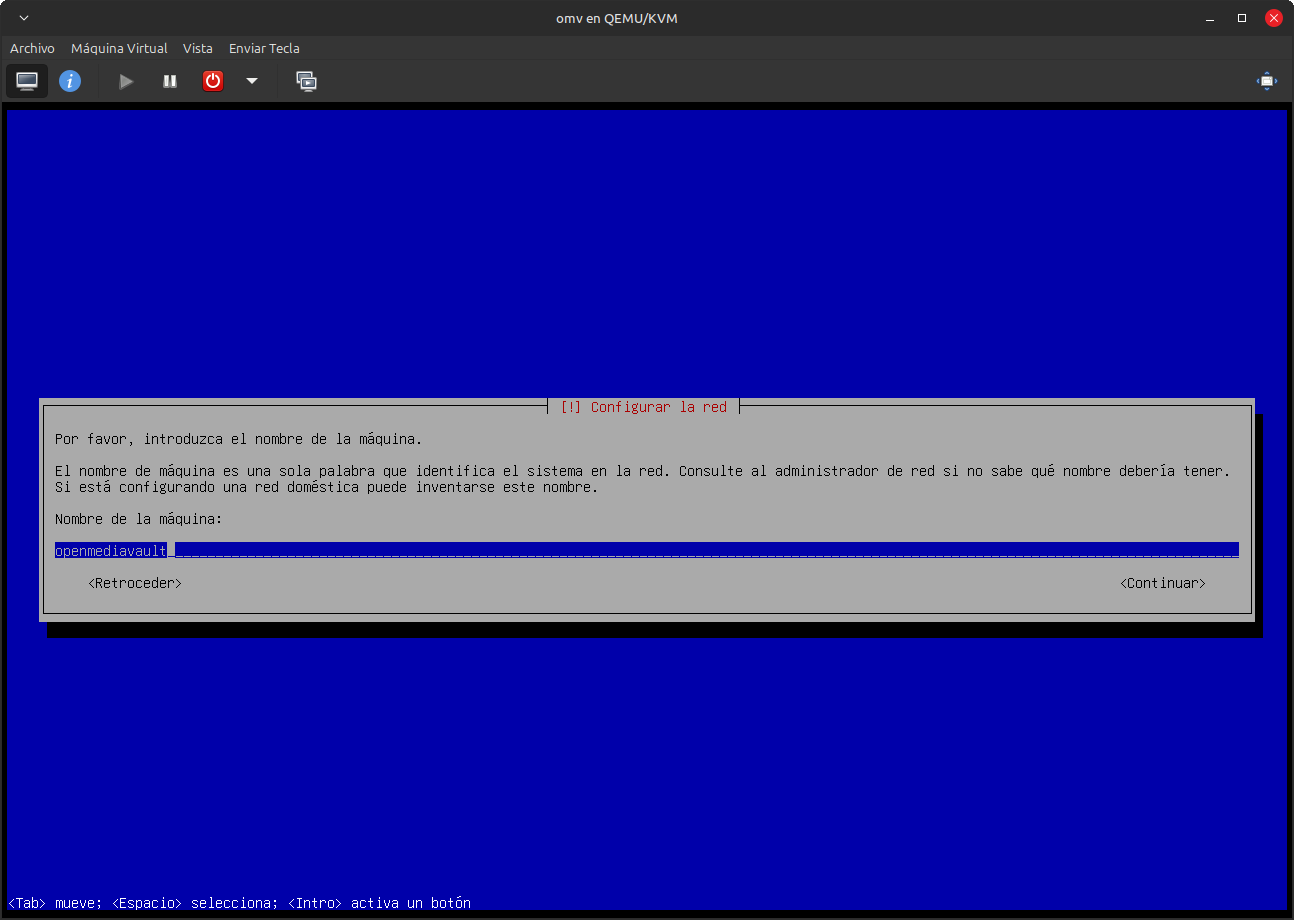 omv en QEMU/KVM
Archivo Máquina Virtual Vista Enviar Tecla
[!] Configurar la red
Por favor, introduzca el nombre de la máquina.
El nombre de máquina es una sola palabra que identifica el sistema en la red. Consulte al administrador de red si no sabe qué nombre debería tener.
Si está configurando una red doméstica puede inventarse este nombre.
Nombre de la máquina:
openmediavault
<Retroceder> <Continuar>
<Tab> mueve; <Espacio> selecciona; <Intro> activa un botón